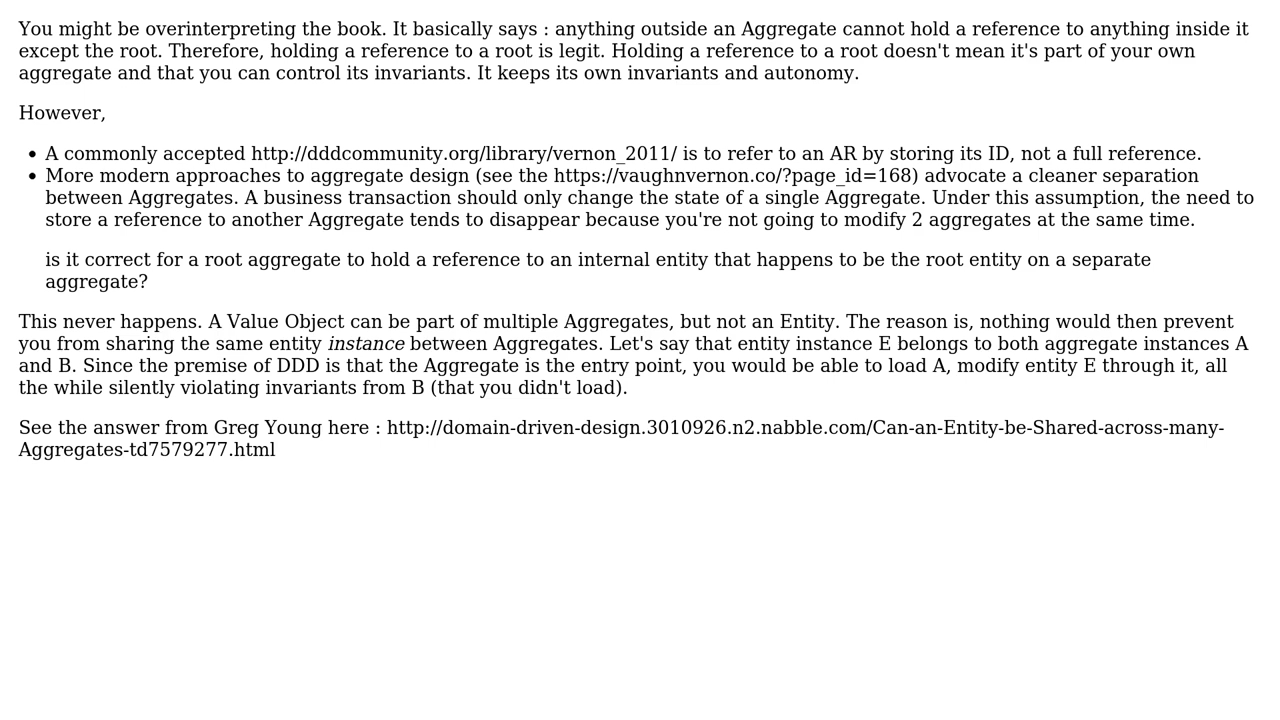 You might be overinterpreting the book. It basically says : anything outside an Aggregate cannot hold a reference to anything inside it
except the root. Therefore, holding a reference to a root is legit. Holding a reference to a root doesn't mean it's part of your own
aggregate and that you can control its invariants. It keeps its own invariants and autonomy.
However,
• A commonly accepted http://dddcommunity.org/library/vernon_2011/ is to refer to an AR by storing its ID, not a full reference.
• More modern approaches to aggregate design (see the https://vaughnvernon.co/?page_id=168) advocate a cleaner separation
between Aggregates. A business transaction should only change the state of a single Aggregate. Under this assumption, the need to
store a reference to another Aggregate tends to disappear because you're not going to modify 2 aggregates at the same time.
is it correct for a root aggregate to hold a reference to an internal entity that happens to be the root entity on a separate
aggregate?
This never happens. A Value Object can be part of multiple Aggregates, but not an Entity. The reason is, nothing would then prevent
you from sharing the same entity instance between Aggregates. Let's say that entity instance E belongs to both aggregate instances A
and B. Since the premise of DDD is that the Aggregate is the entry point, you would be able to load A, modify entity E through it, all
the while silently violating invariants from B (that you didn't load).
See the answer from Greg Young here : http://domain-driven-design.3010926.n2.nabble.com/Can-an-Entity-be-Shared-across-many-
Aggregates-td7579277.html